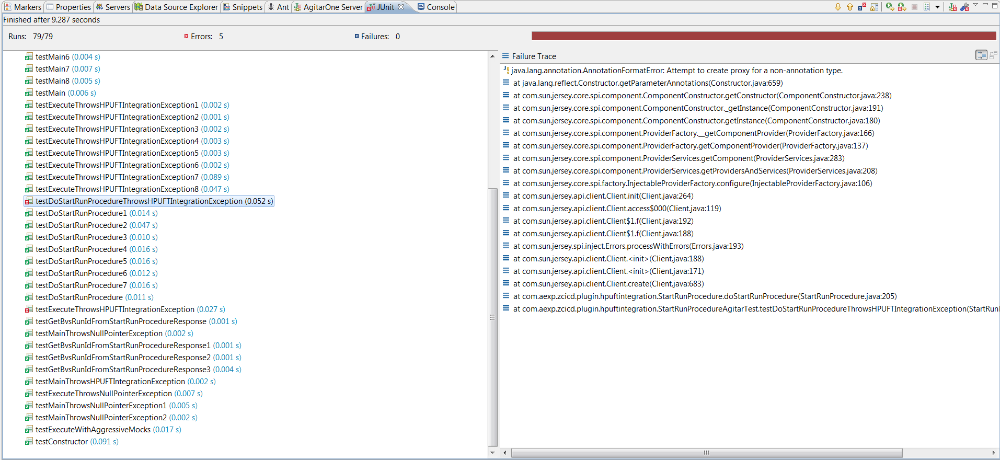 Markers Properties Servers Data Source Explorer Snippets Ant AgitarOne Server JUnit Console
Finished after 9.287 seconds
Runs: 79/79 Errors: 5 Failures: 0
testMain6 (0.004 s)
testMain7 (0.007 s)
testMain8 (0.005 s)
testMain (0.006 s)
testExecuteThrowsHPUFTIntegrationException1 (0.002 s)
testExecuteThrowsHPUFTIntegrationException2 (0.001 s)
testExecuteThrowsHPUFTIntegrationException3 (0.002 s)
testExecuteThrowsHPUFTIntegrationException4 (0.003 s)
testExecuteThrowsHPUFTIntegrationException5 (0.003 s)
testExecuteThrowsHPUFTIntegrationException6 (0.002 s)
testExecuteThrowsHPUFTIntegrationException7 (0.089 s)
testExecuteThrowsHPUFTIntegrationException8 (0.047 s)
testDoStartRunProcedureThrowsHPUFTIntegrationException (0.052 s)
testDoStartRunProcedure1 (0.014 s)
testDoStartRunProcedure2 (0.047 s)
testDoStartRunProcedure3 (0.010 s)
testDoStartRunProcedure4 (0.016 s)
testDoStartRunProcedure5 (0.016 s)
testDoStartRunProcedure6 (0.012 s)
testDoStartRunProcedure7 (0.016 s)
testDoStartRunProcedure (0.011 s)
testExecuteThrowsHPUFTIntegrationException (0.027 s)
testGetBvsRunIdFromStartRunProcedureResponse (0.001 s)
testMainThrowsNullPointerException (0.002 s)
testGetBvsRunIdFromStartRunProcedureResponse1 (0.001 s)
testGetBvsRunIdFromStartRunProcedureResponse2 (0.001 s)
testGetBvsRunIdFromStartRunProcedureResponse3 (0.004 s)
testMainThrowsHPUFTIntegrationException (0.002 s)
testExecuteThrowsNullPointerException (0.007 s)
testMainThrowsNullPointerException1 (0.005 s)
testMainThrowsNullPointerException2 (0.002 s)
testExecuteWithAggressiveMocks (0.017 s)
testConstructor (0.091 s)
Failure Trace
java.lang.annotation.AnnotationFormatError: Attempt to create proxy for a non-annotation type.
at java.lang.reflect.Constructor.getParameterAnnotations(Constructor.java:659)
at com.sun.jersey.core.spi.component.ComponentConstructor.getConstructor(ComponentConstructor.java:238)
at com.sun.jersey.core.spi.component.ComponentConstructor._getInstance(ComponentConstructor.java:191)
at com.sun.jersey.core.spi.component.ComponentConstructor.getInstance(ComponentConstructor.java:180)
at com.sun.jersey.core.spi.component.ProviderFactory.__getComponentProvider(ProviderFactory.java:166)
at com.sun.jersey.core.spi.component.ProviderFactory.getComponentProvider(ProviderFactory.java:137)
at com.sun.jersey.core.spi.component.ProviderServices.getComponent(ProviderServices.java:283)
at com.sun.jersey.core.spi.component.ProviderServices.getProvidersAndServices(ProviderServices.java:208)
at com.sun.jersey.core.spi.factory.InjectableProviderFactory.configure(InjectableProviderFactory.java:106)
at com.sun.jersey.api.client.Client.init(Client.java:264)
at com.sun.jersey.api.client.Client.access$000(Client.java:119)
at com.sun.jersey.api.client.Client$1.f(Client.java:192)
at com.sun.jersey.api.client.Client$1.f(Client.java:188)
at com.sun.jersey.spi.inject.Errors.processWithErrors(Errors.java:193)
at com.sun.jersey.api.client.Client.<init>(Client.java:188)
at com.sun.jersey.api.client.Client.<init>(Client.java:171)
at com.sun.jersey.api.client.Client.create(Client.java:683)
at com.aexp.zcicd.plugin.hpuftintegration.StartRunProcedure.doStartRunProcedure(StartRunProcedure.java:205)
at com.aexp.zcicd.plugin.hpuftintegration.StartRunProcedureAgitarTest.testDoStartRunProcedureThrowsHPUFTIntegrationException(StartRun